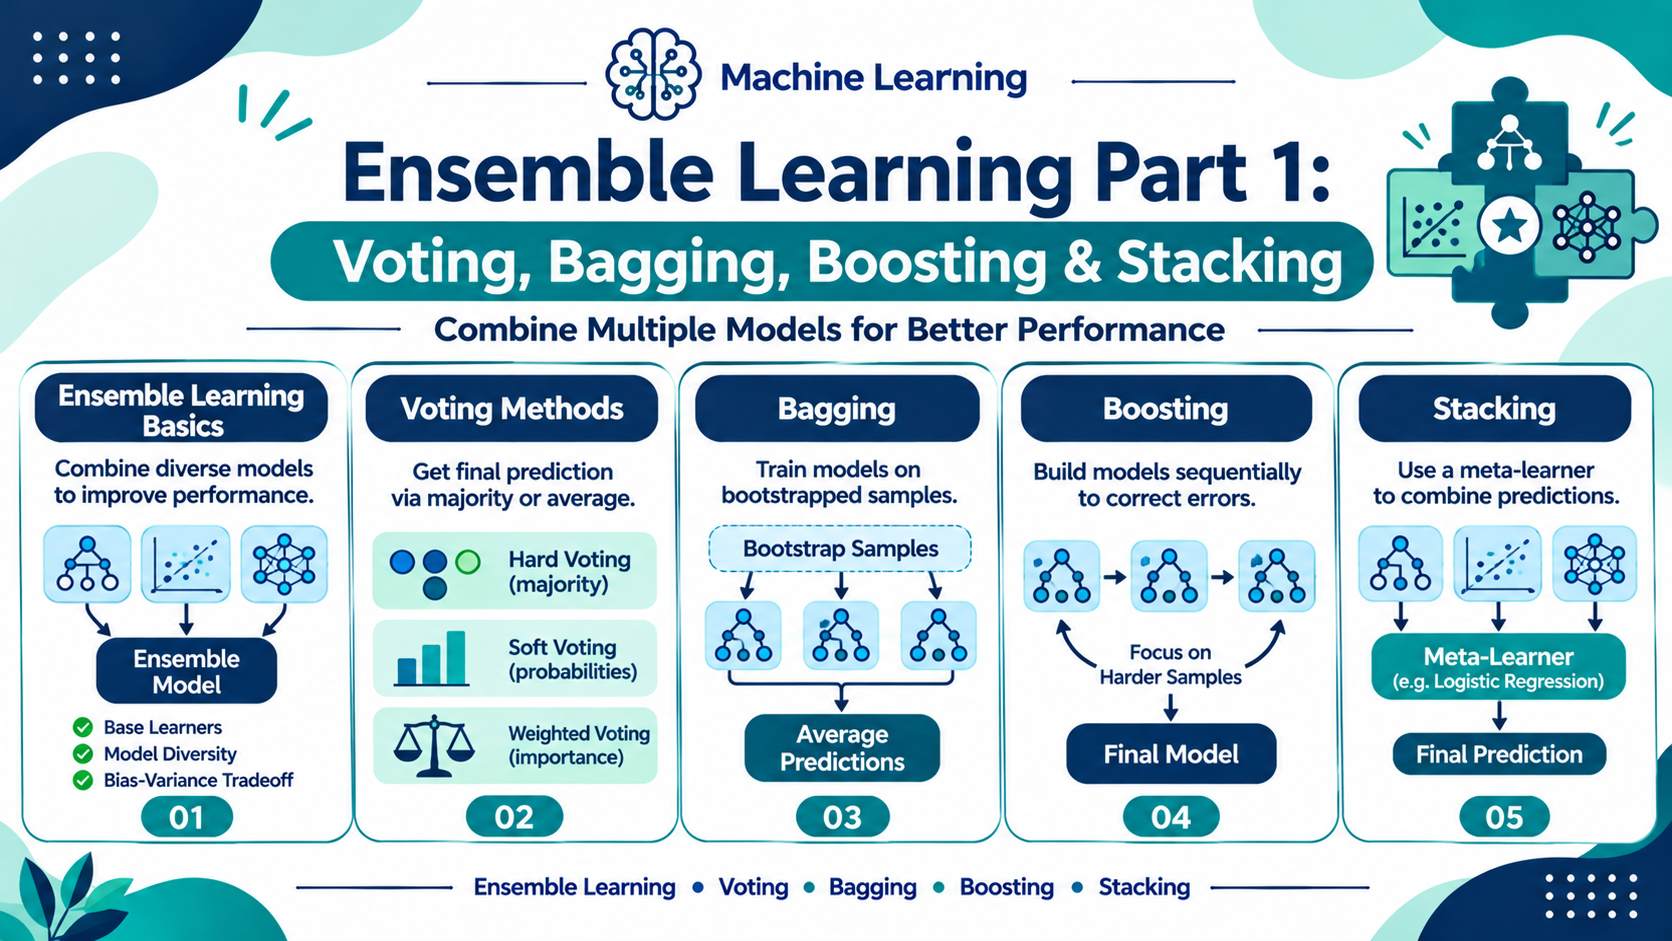 Machine Learning
Ensemble Learning Part 1:
Voting, Bagging, Boosting & Stacking
Combine Multiple Models for Better Performance
Ensemble Learning
Basics
Combine diverse models
to improve performance.
Ensemble
Model
Base Learners
Model Diversity
Bias-Variance Tradeoff
01
Voting Methods
Get final prediction
via majority or average.
Hard Voting
(majority)
Soft Voting
(probabilities)
Weighted Voting
(importance)
02
Bagging
Train models on
bootstrapped samples.
Bootstrap Samples
Average
Predictions
03
Boosting
Build models sequentially
to correct errors.
Focus on
Harder Samples
Final Model
04
Stacking
Use a meta-learner
to combine predictions.
Meta-Learner
(e.g. Logistic Regression)
Final Prediction
05
Ensemble Learning • Voting • Bagging • Boosting • Stacking